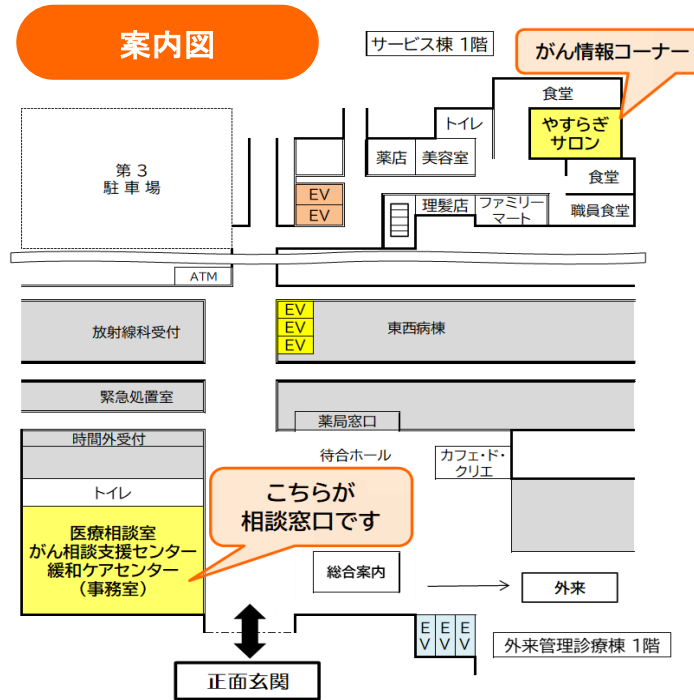 案内図
サービス棟 1階
がん情報コーナー
食堂
トイレ
やすらぎ
サロン
第３
駐車場
薬店
美容室
食堂
EV
EV
理髪店
ファミリー
マート
職員食堂
ATM
放射線科受付
EV
EV
EV
東西病棟
緊急処置室
薬局窓口
時間外受付
待合ホール
カフェ・ド・
クリエ
トイレ
こちらが
相談窓口です
医療相談室
がん相談支援センター
緩和ケアセンター
（事務室）
総合案内
外来
EV
EV
EV
外来管理診療棟 1階
正面玄関